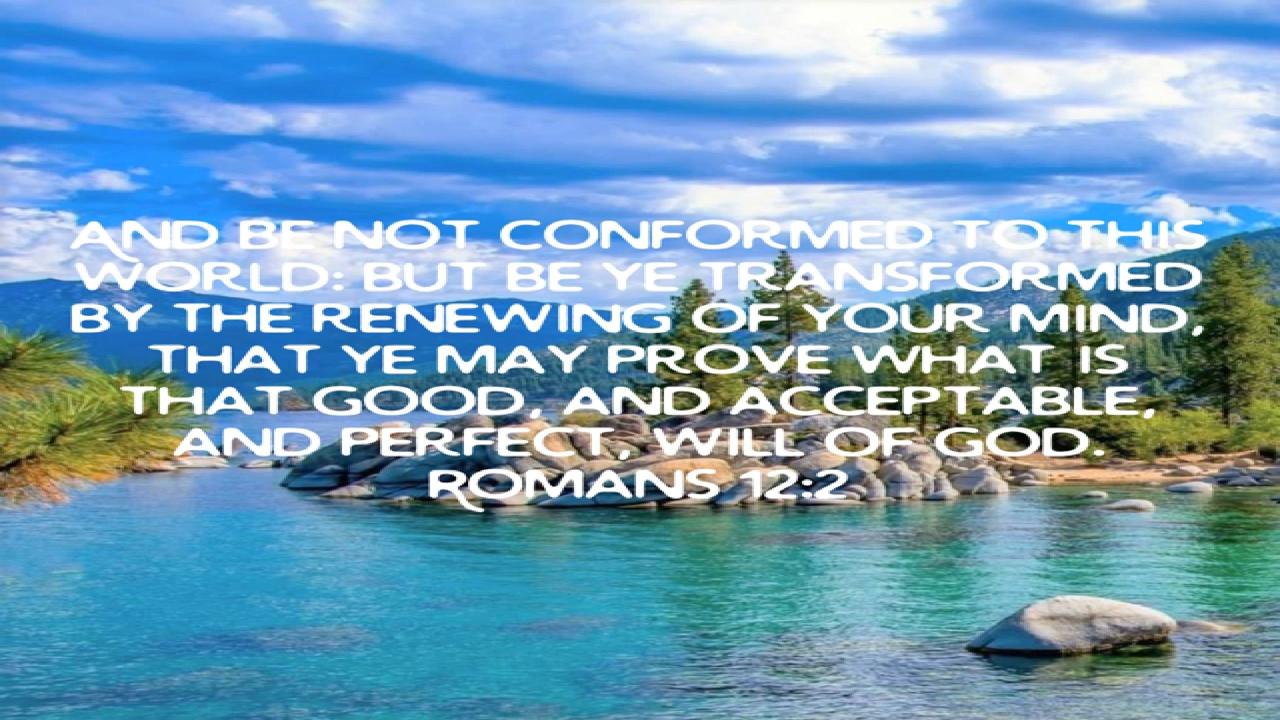 AND BE NOT CONFORMED TO THIS
WORLD: BUT BE YE TRANSFORMED
BY THE RENEWING OF YOUR MIND,
THAT YE MAY PROVE WHAT IS
THAT GOOD, AND ACCEPTABLE,
AND PERFECT, WILL OF GOD.
ROMANS 12:2